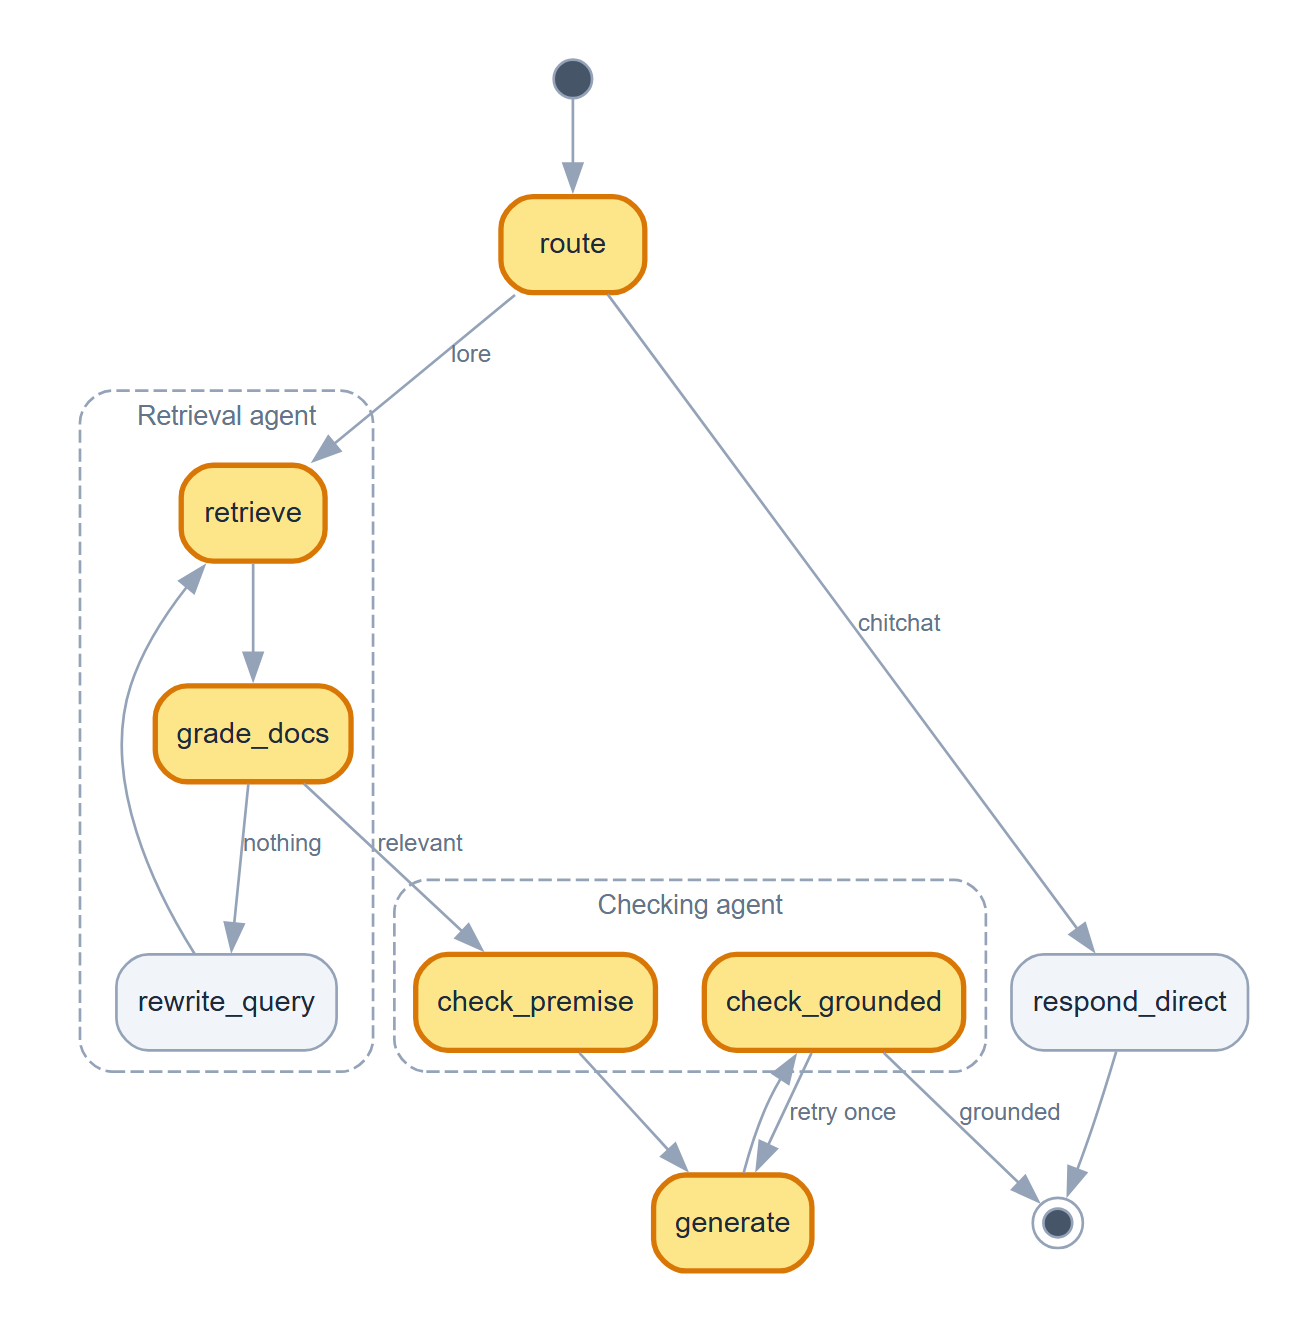 route
lore
Retrieval agent
retrieve
chitchat
grade_docs
nothing
relevant
Checking agent
rewrite_query
check_premise
check_grounded
respond_direct
retry once
grounded
generate